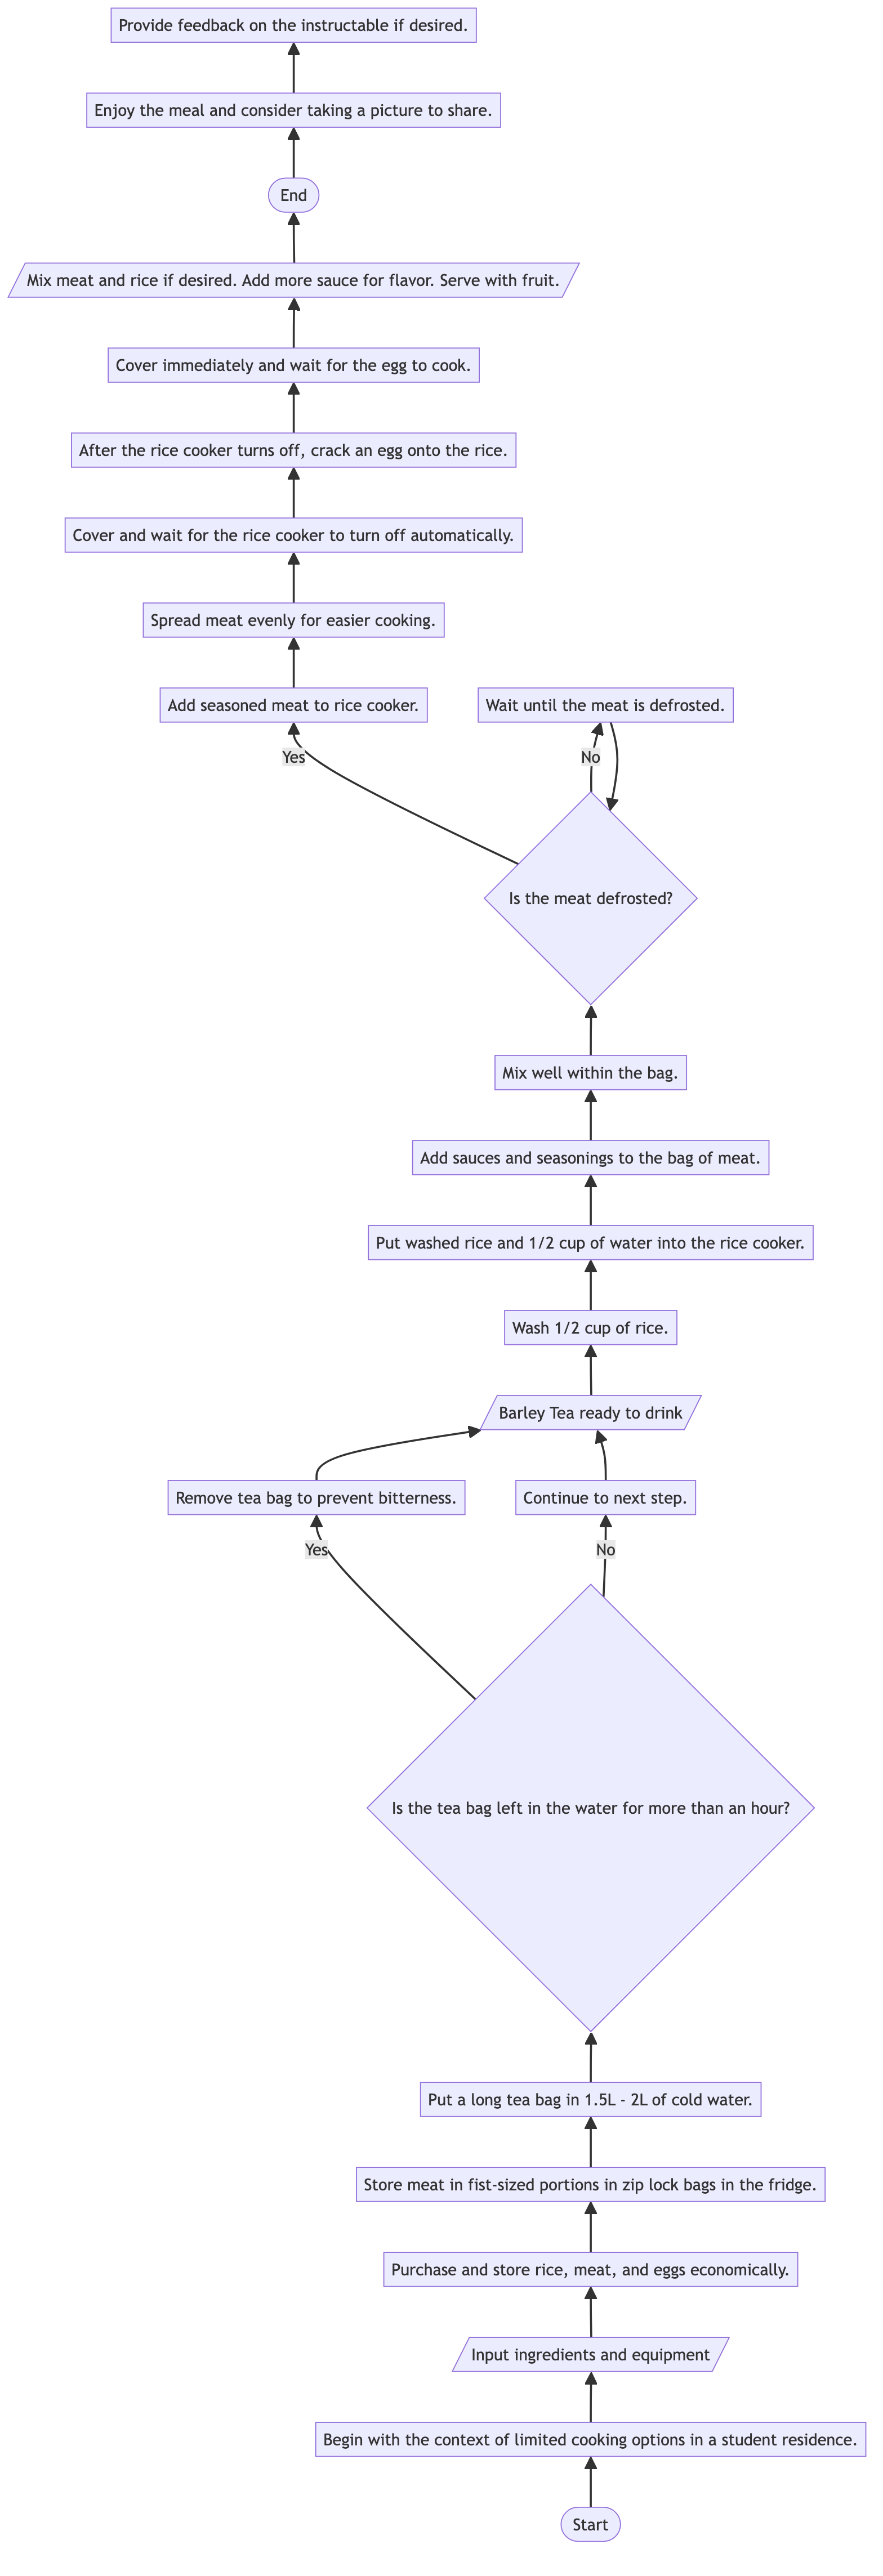 Provide feedback on the instructable if desired.
Enjoy the meal and consider taking a picture to share.
End
Mix meat and rice if desired. Add more sauce for flavor. Serve with fruit.
Cover immediately and wait for the egg to cook.
After the rice cooker turns off, crack an egg onto the rice.
Cover and wait for the rice cooker to turn off automatically.
Spread meat evenly for easier cooking.
Add seasoned meat to rice cooker.
Wait until the meat is defrosted.
Yes
No
Is the meat defrosted?
Mix well within the bag.
Add sauces and seasonings to the bag of meat.
Put washed rice and 1/2 cup of water into the rice cooker.
Wash 1/2 cup of rice.
Barley Tea ready to drink
Remove tea bag to prevent bitterness.
Continue to next step.
Yes
No
Is the tea bag left in the water for more than an hour?
Put a long tea bag in 1.5L - 2L of cold water.
Store meat in fist-sized portions in zip lock bags in the fridge.
Purchase and store rice, meat, and eggs economically.
Input ingredients and equipment
Begin with the context of limited cooking options in a student residence.
Start